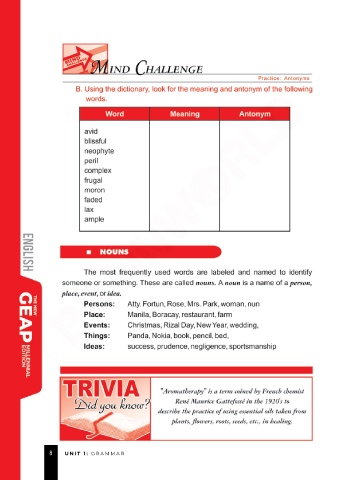 MIND CHALLENGE
Practice: Antonyms
B. Using the dictionary, look for the meaning and antonym of the following
words.
Word Meaning Antonym
avid
blissful
neophyte
peril
complex
frugal
moron
faded
lax
ample
NOUNS
The most frequently used words are labeled and named to identify
someone or something. These are called nouns. A noun is a name of a person,
place, event, or idea.
Persons: Atty. Fortun, Rose, Mrs. Park, woman, nun
Place: Manila, Boracay, restaurant, farm
Events: Christmas, Rizal Day, New Year, wedding,
Things: Panda, Nokia, book, pencil, bed,
Ideas: success, prudence, negligence, sportsmanship
ENGLISH
THE NEW
GEAP
MILLENNIAL
EDITION
TRIVIA
Did you know?
"Aromatherapy" is a term coined by French chemist
René Maurice Gattefossé in the 1920's to
describe the practice of using essential oils taken from
plants, flowers, roots, seeds, etc., in healing.
8 UNIT I: GRAMMAR